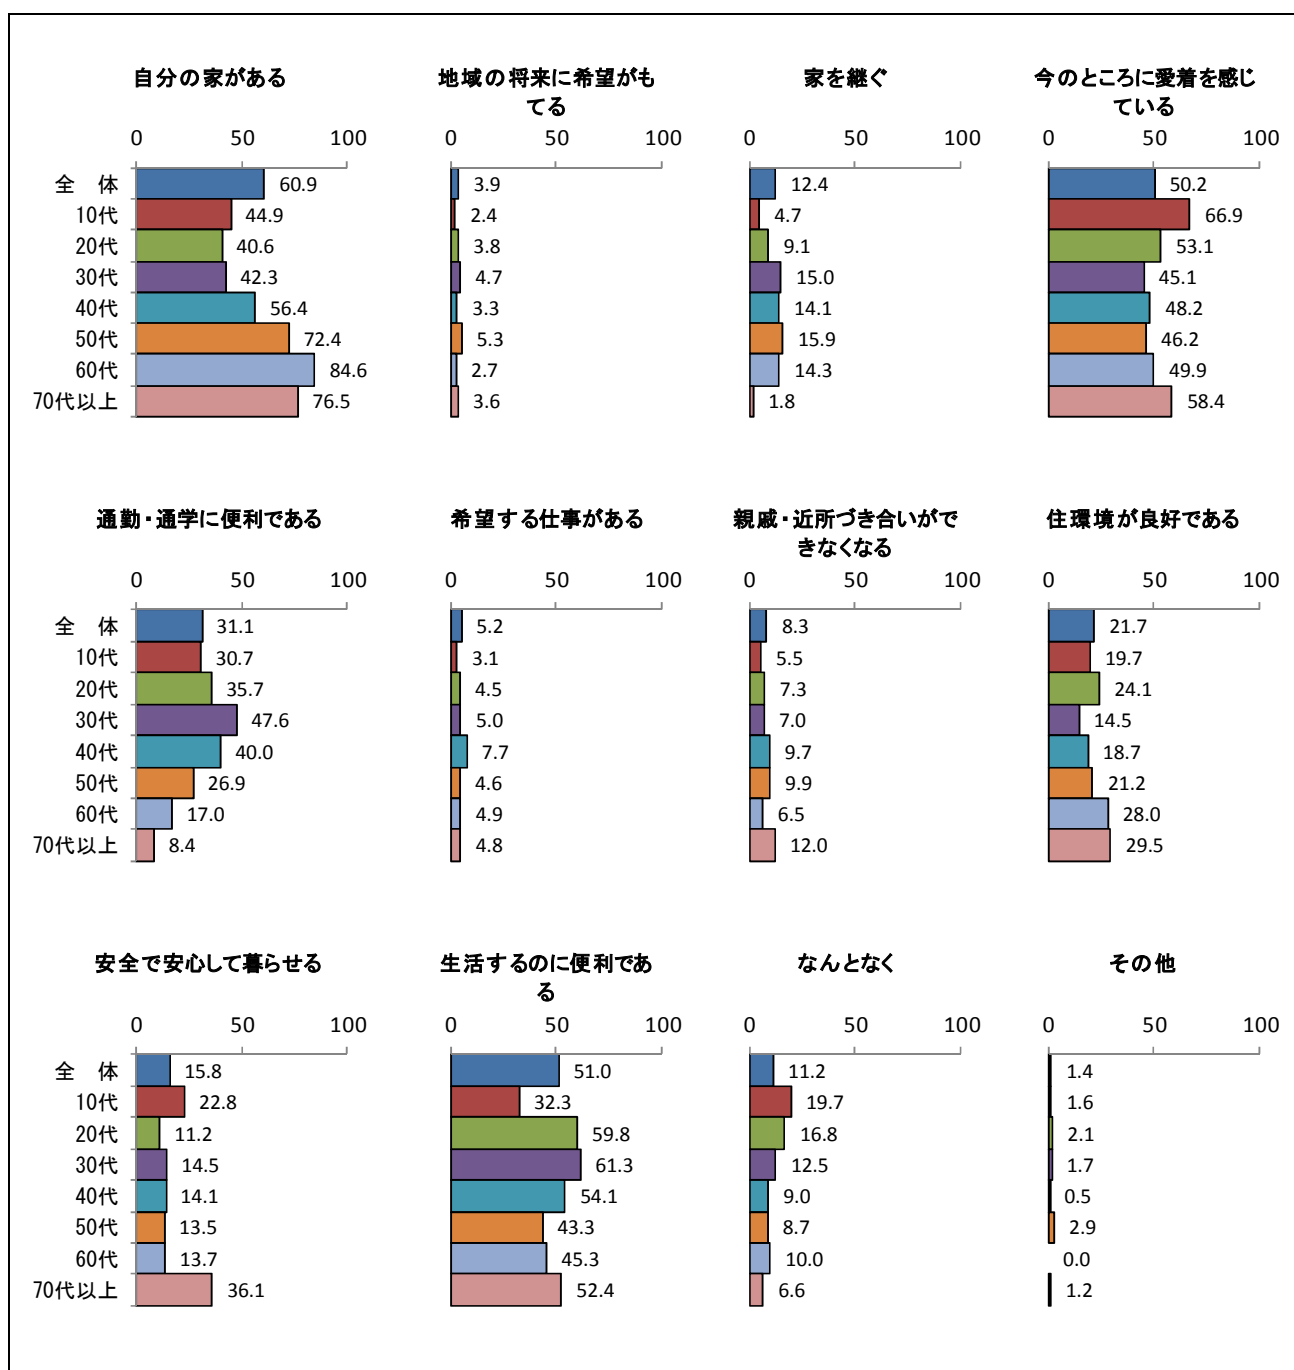 自分の家がある
地域の将来に希望がも
てる
家を継ぐ
今のところに愛着を感じ
ている
0 50 100 0 50 100 0 50 100 0 50 100
全 体 60.9 3.9 12.4 50.2
10代 44.9 2.4 4.7 66.9
20代 40.6 3.8 9.1 53.1
30代 42.3 4.7 15.0 45.1
40代 56.4 3.3 14.1 48.2
50代 72.4 5.3 15.9 46.2
60代 84.6 2.7 14.3 49.9
70代以上 76.5 3.6 1.8 58.4
通勤・通学に便利である
希望する仕事がある
親戚・近所づき合いがで
きなくなる
住環境が良好である
0 50 100 0 50 100 0 50 100 0 50 100
全 体 31.1 5.2 8.3 21.7
10代 30.7 3.1 5.5 19.7
20代 35.7 4.5 7.3 24.1
30代 47.6 5.0 7.0 14.5
40代 40.0 7.7 9.7 18.7
50代 26.9 4.6 9.9 21.2
60代 17.0 4.9 6.5 28.0
70代以上 8.4 4.8 12.0 29.5
安全で安心して暮らせる
生活するのに便利であ
る
なんとなく
その他
0 50 100 0 50 100 0 50 100 0 50 100
全 体 15.8 51.0 11.2 1.4
10代 22.8 32.3 19.7 1.6
20代 11.2 59.8 16.8 2.1
30代 14.5 61.3 12.5 1.7
40代 14.1 54.1 9.0 0.5
50代 13.5 43.3 8.7 2.9
60代 13.7 45.3 10.0 0.0
70代以上 36.1 52.4 6.6 1.2